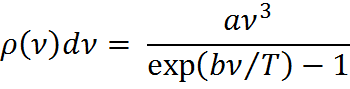 ρ(ν)dν = aν³ / exp(bν/T) − 1